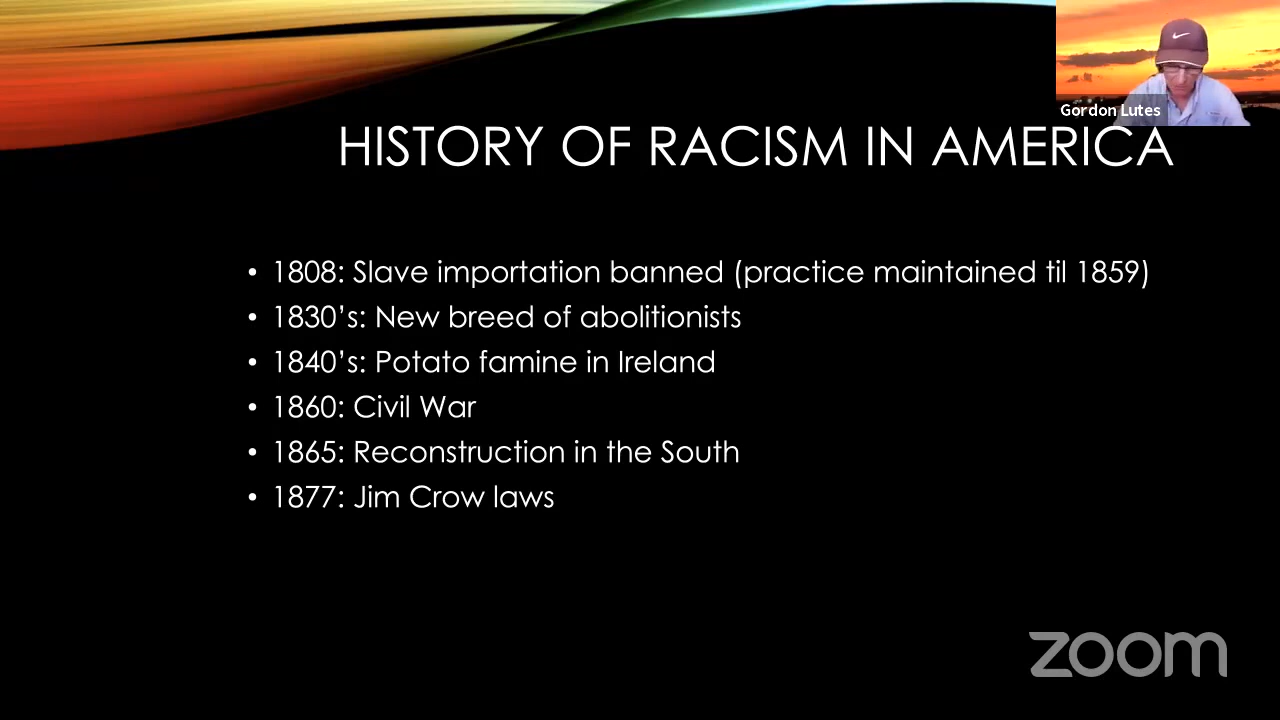 Gordon Lutes
HISTORY OF RACISM IN AMERICA
• 1808: Slave importation banned (practice maintained til 1859)
• 1830’s: New breed of abolitionists
• 1840’s: Potato famine in Ireland
• 1860: Civil War
• 1865: Reconstruction in the South
• 1877: Jim Crow laws
zoom